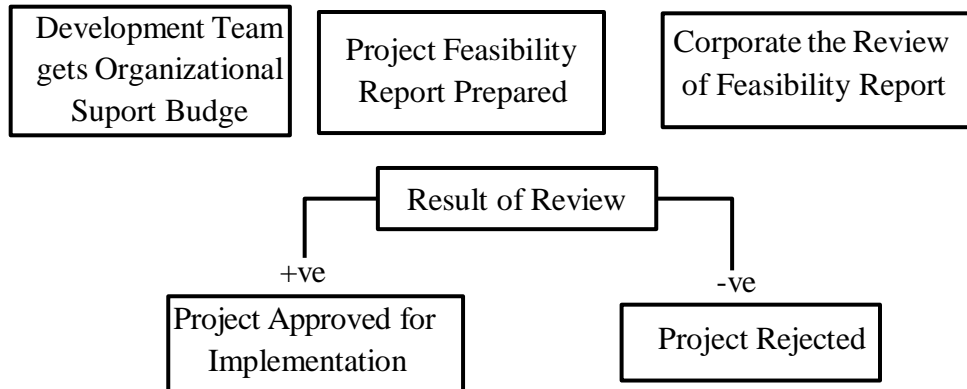 Development Team
gets Organizational
Suport Budge
Project Feasibility
Report Prepared
Corporate the Review
of Feasibility Report
Result of Review
+ve
-ve
Project Approved for
Implementation
Project Rejected